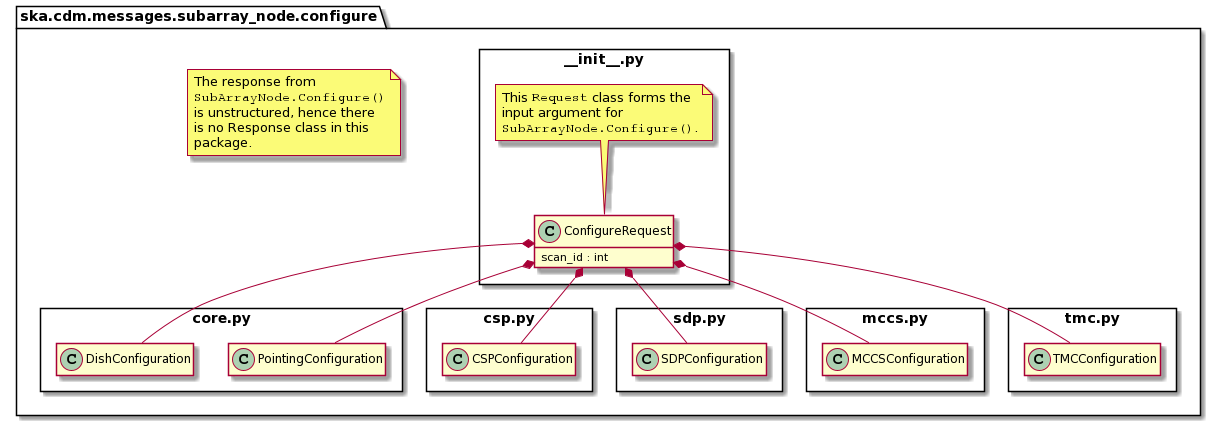 ska.cdm.messages.subarray_node.configure
__init__.py
The response from
SubArrayNode.Configure()
is unstructured, hence there
is no Response class in this
package.
This Request class forms the
input argument for
SubArrayNode.Configure().
C ConfigureRequest
scan_id : int
core.py
csp.py
sdp.py
mccs.py
tmc.py
C DishConfiguration
C PointingConfiguration
C CSPConfiguration
C SDPConfiguration
C MCCSConfiguration
C TMCConfiguration